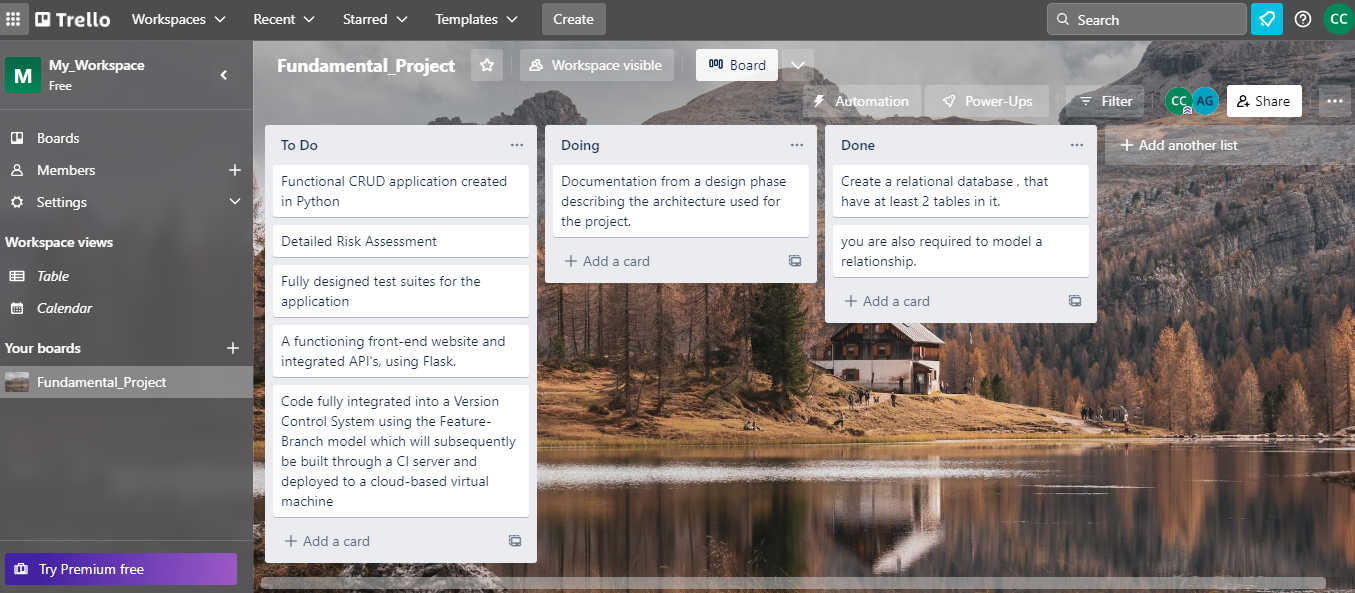 Trello
Workspaces
Recent
Starred
Templates
Create
Search
CC
M
My_Workspace
Free
Boards
Members
Settings
Workspace views
Table
Calendar
Your boards
Fundamental_Project
Try Premium free
Fundamental_Project
Workspace visible
Board
Automation
Power-Ups
Filter
CC
AG
Share
To Do
Functional CRUD application created
in Python
Detailed Risk Assessment
Fully designed test suites for the
application
A functioning front-end website and
integrated API's, using Flask.
Code fully integrated into a Version
Control System using the Feature-
Branch model which will subsequently
be built through a CI server and
deployed to a cloud-based virtual
machine
Add a card
Doing
Documentation from a design phase
describing the architecture used for
the project.
Add a card
Done
Create a relational database , that
have at least 2 tables in it.
you are also required to model a
relationship.
Add a card
Add another list